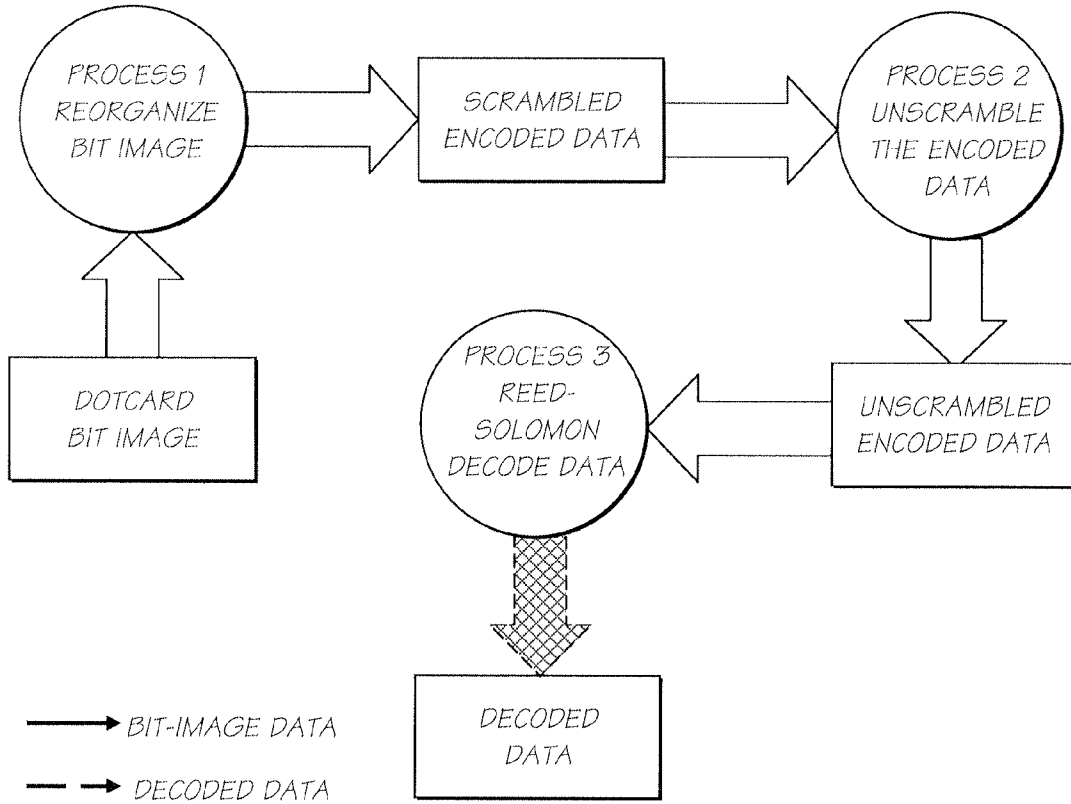 PROCESS 1
REORGANIZE
BIT IMAGE
SCRAMBLED
ENCODED DATA
PROCESS 2
UNSCRAMBLE
THE ENCODED
DATA
DOTCARD
BIT IMAGE
PROCESS 3
REED-
SOLOMON
DECODE DATA
UNSCRAMBLED
ENCODED DATA
DECODED
DATA
BIT-IMAGE DATA
DECODED DATA